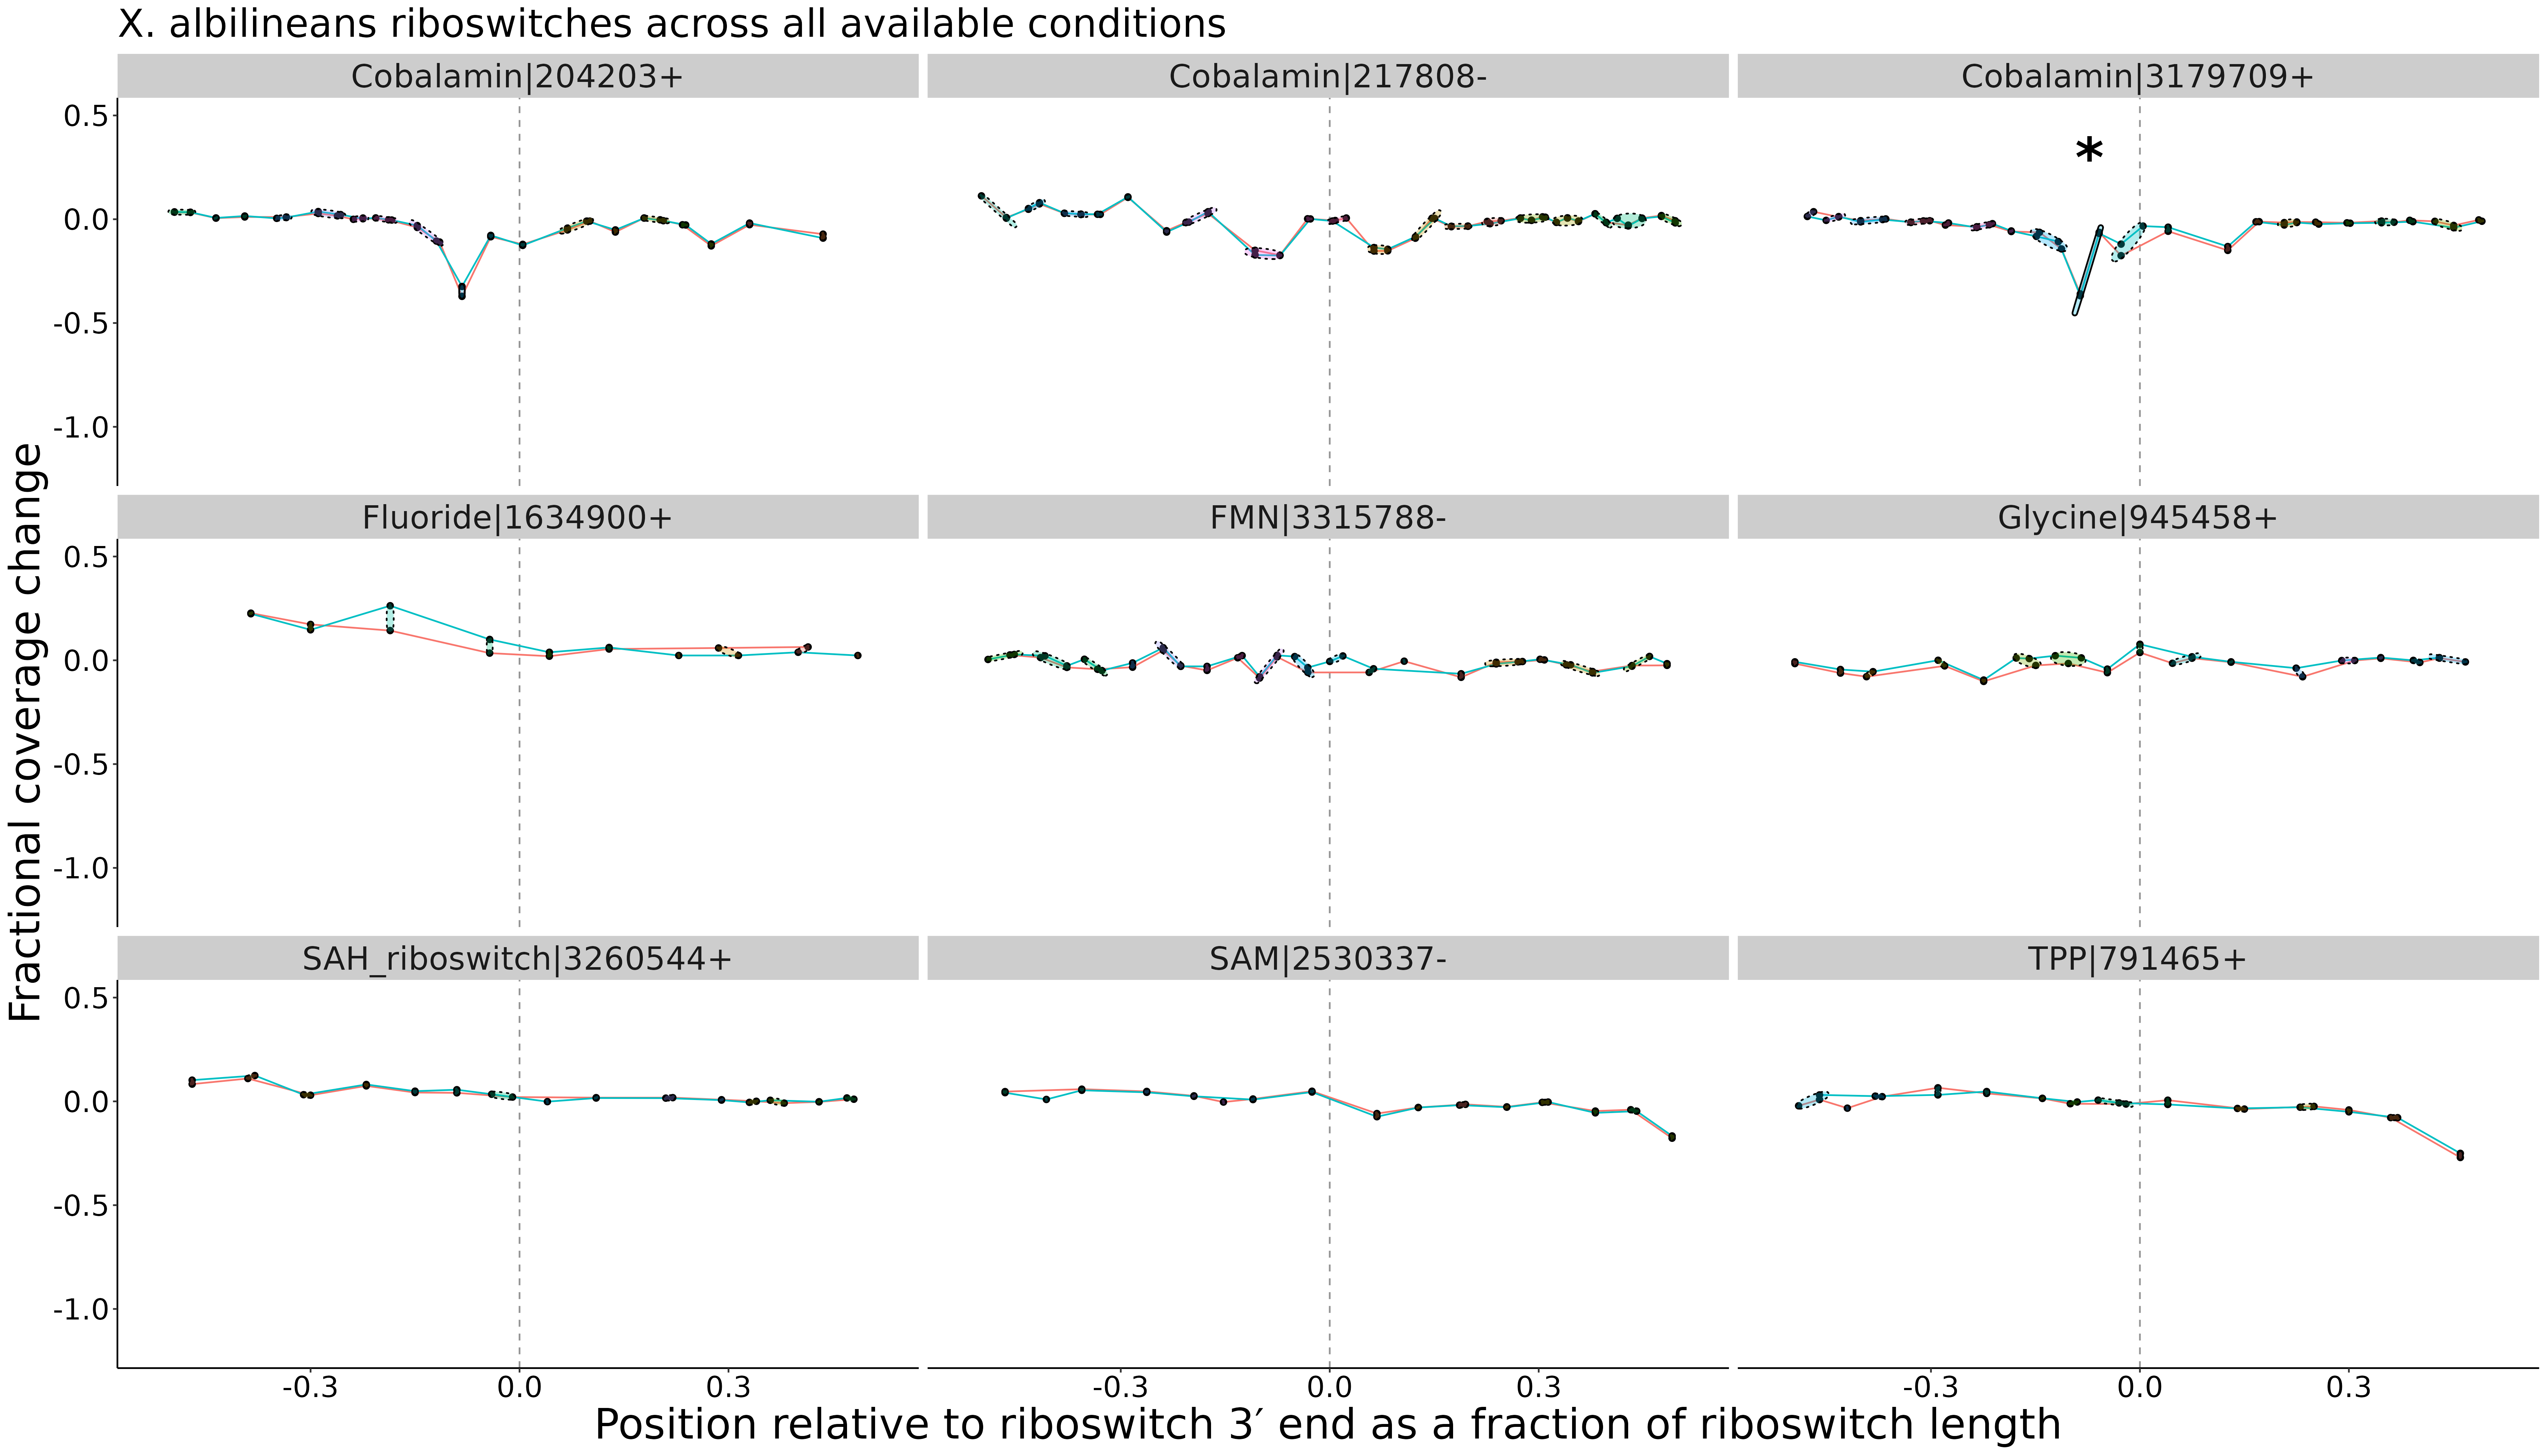 X. albilineans riboswitches across all available conditions
Cobalamin|204203+
Cobalamin|217808-
Cobalamin|3179709+
0.5
0.0
-0.5
-1.0
*
Fluoride|1634900+
FMN|3315788-
Glycine|945458+
0.5
0.0
-0.5
-1.0
SAH_riboswitch|3260544+
SAM|2530337-
TPP|791465+
0.5
0.0
-0.5
-1.0
-0.3 0.0 0.3
-0.3 0.0 0.3
-0.3 0.0 0.3
Position relative to riboswitch 3′ end as a fraction of riboswitch length
Fractional coverage change